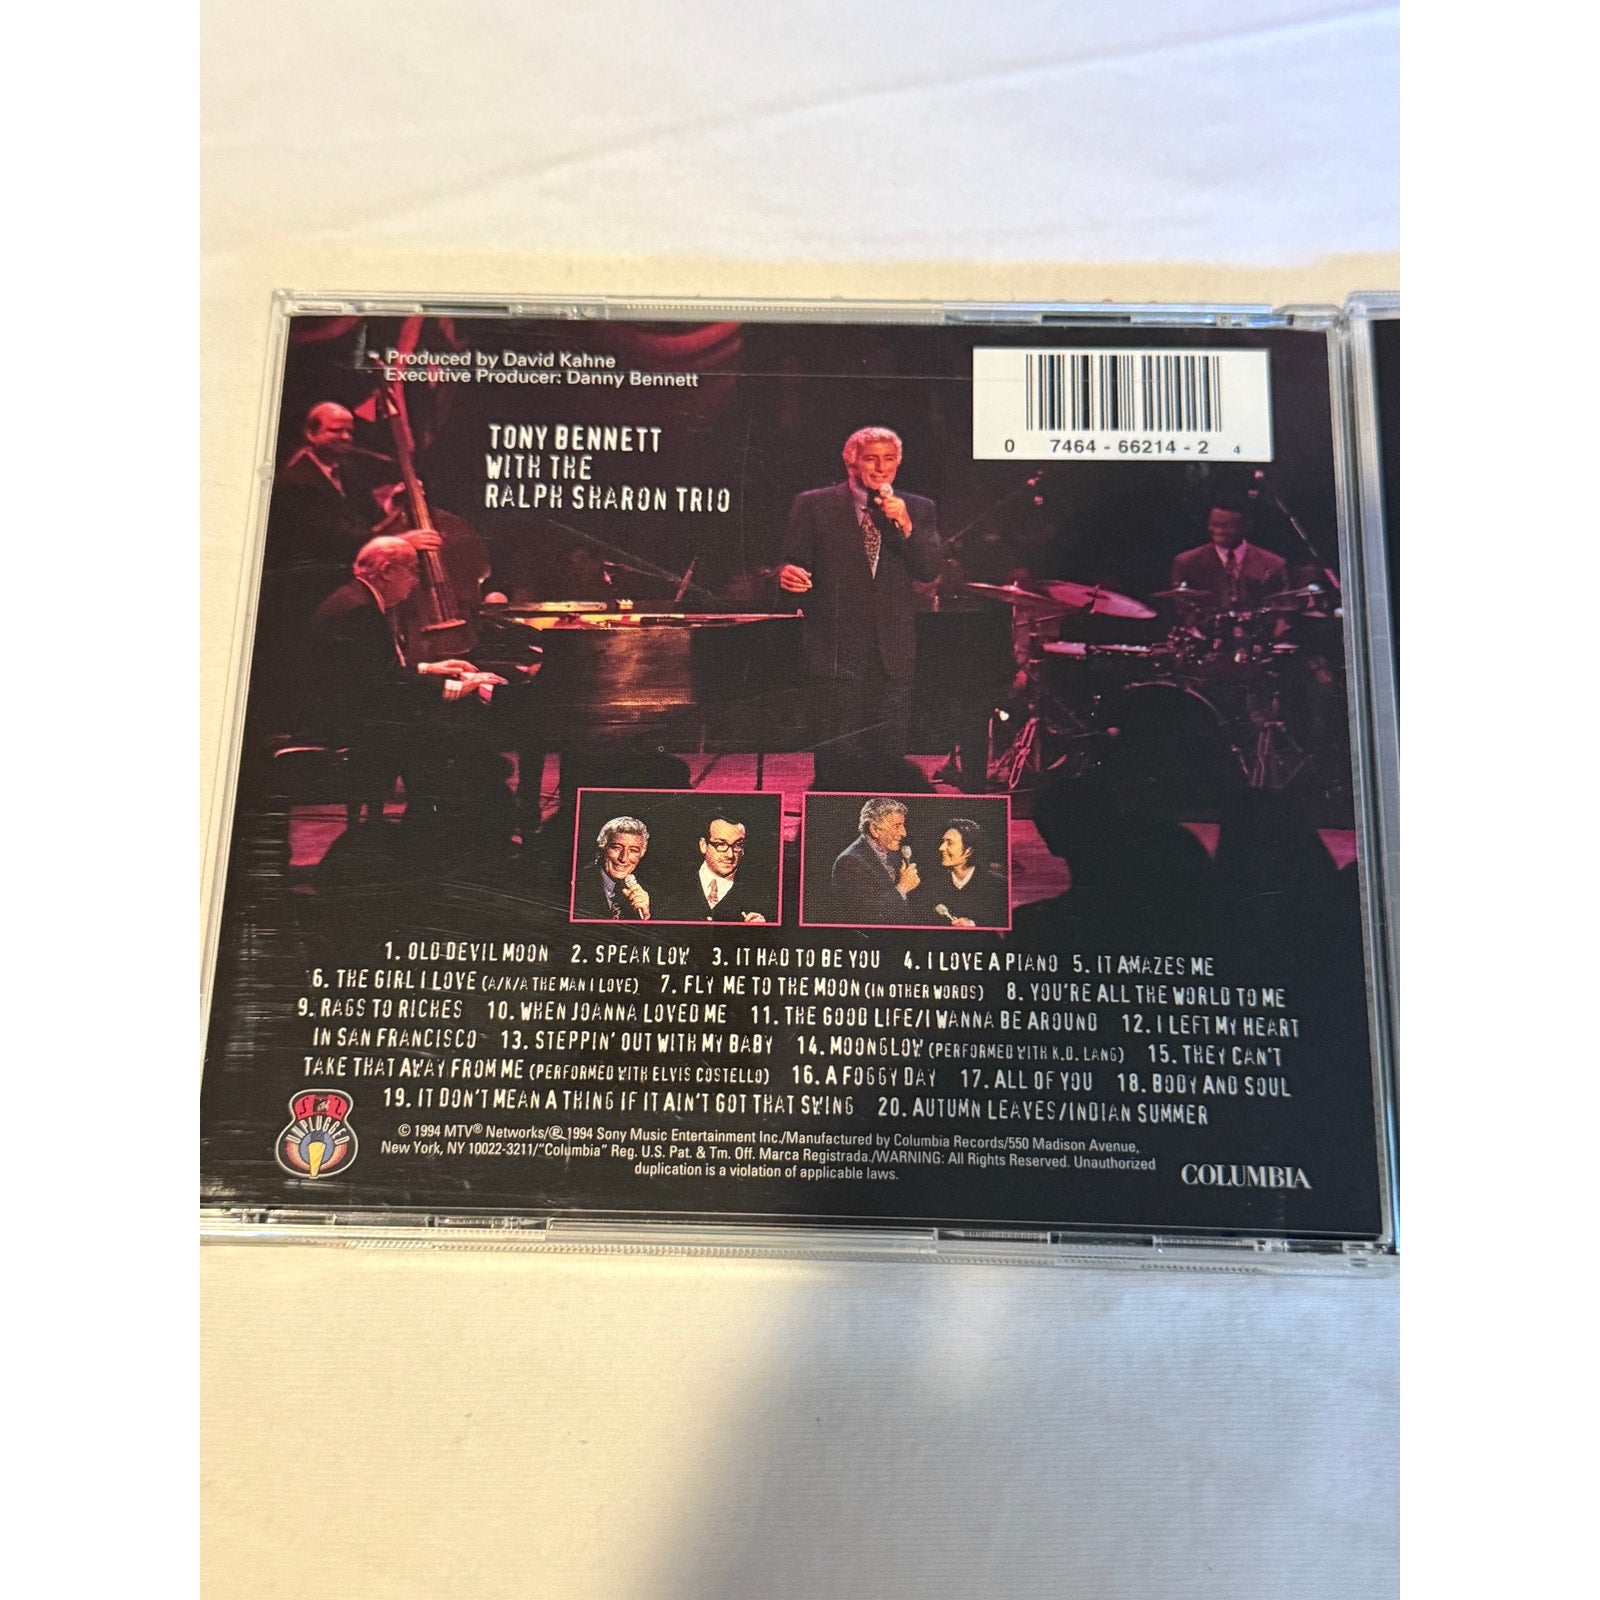 Produced by David Kahne
Executive Producer: Danny Bennett
0 7464 - 66214 - 2 4
TONY BENNETT
WITH THE
RALPH SHARON TRIO
1. OLD DEVIL MOON 2. SPEAK LOW 3. IT HAD TO BE YOU 4. I LOVE A PIANO 5. IT AMAZES ME
6. THE GIRL I LOVE (A/K/A THE MAN I LOVE) 7. FLY ME TO THE MOON (IN OTHER WORDS) 8. YOU'RE ALL THE WORLD TO ME
9. RAGS TO RICHES 10. WHEN JOANNA LOVED ME 11. THE GOOD LIFE/I WANNA BE AROUND 12. I LEFT MY HEART
IN SAN FRANCISCO 13. STEPPIN' OUT WITH MY BABY 14. MOONGLOW (PERFORMED WITH K.D. LANG) 15. THEY CAN'T
TAKE THAT AWAY FROM ME (PERFORMED WITH ELVIS COSTELLO) 16. A FOGGY DAY 17. ALL OF YOU 18. BODY AND SOUL
19. IT DON'T MEAN A THING IF IT AIN'T GOT THAT SWING 20. AUTUMN LEAVES/INDIAN SUMMER
UNPLUGGED
© 1994 MTV® Networks/℗ 1994 Sony Music Entertainment Inc./Manufactured by Columbia Records/550 Madison Avenue,
New York, NY 10022-3211/"Columbia" Reg. U.S. Pat. & Tm. Off. Marca Registrada./WARNING: All Rights Reserved. Unauthorized
duplication is a violation of applicable laws.
COLUMBIA